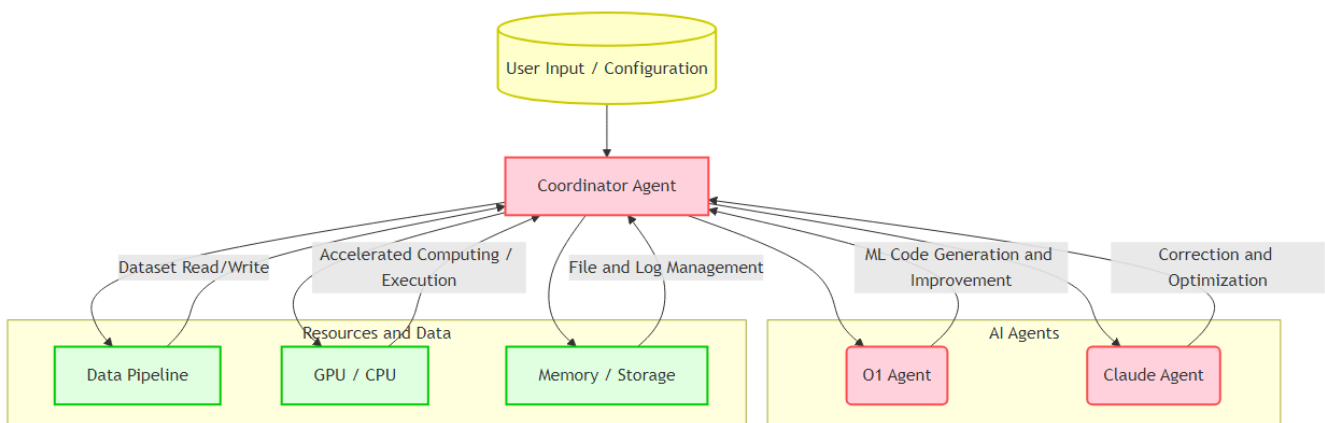 User Input / Configuration
Coordinator Agent
Dataset Read/Write
Accelerated Computing /
Execution
File and Log Management
ML Code Generation and
Improvement
Correction and
Optimization
Resources and Data
AI Agents
Data Pipeline
GPU / CPU
Memory / Storage
O1 Agent
Claude Agent